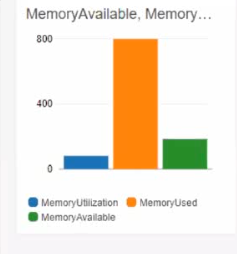 MemoryAvailable, Memory...
800
400
0
MemoryUtilization MemoryUsed
MemoryAvailable